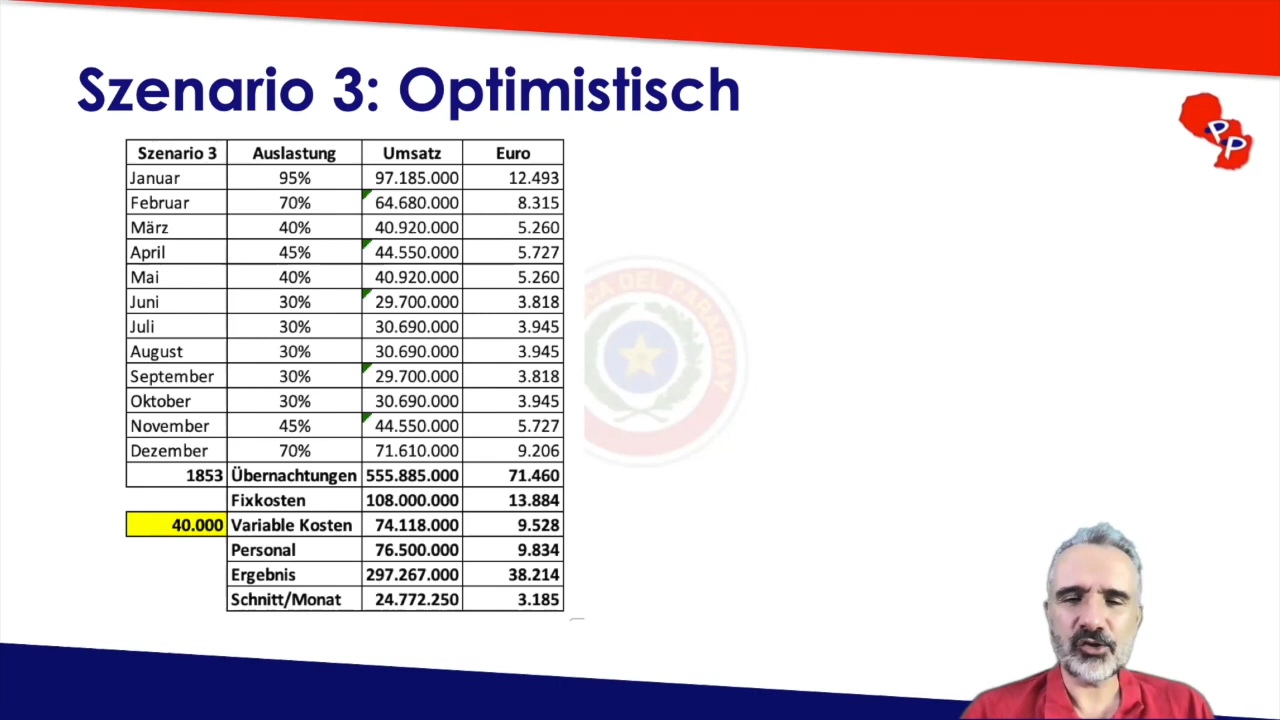 Szenario 3: Optimistisch
Szenario 3 Auslastung Umsatz Euro
Januar 95% 97.185.000 12.493
Februar 70% 64.680.000 8.315
März 40% 40.920.000 5.260
April 45% 44.550.000 5.727
Mai 40% 40.920.000 5.260
Juni 30% 29.700.000 3.818
Juli 30% 30.690.000 3.945
August 30% 30.690.000 3.945
September 30% 29.700.000 3.818
Oktober 30% 30.690.000 3.945
November 45% 44.550.000 5.727
Dezember 70% 71.610.000 9.206
1853 Übernachtungen 555.885.000 71.460
Fixkosten 108.000.000 13.884
40.000 Variable Kosten 74.118.000 9.528
Personal 76.500.000 9.834
Ergebnis 297.267.000 38.214
Schnitt/Monat 24.772.250 3.185
PP
CA DEL PARAGUAY